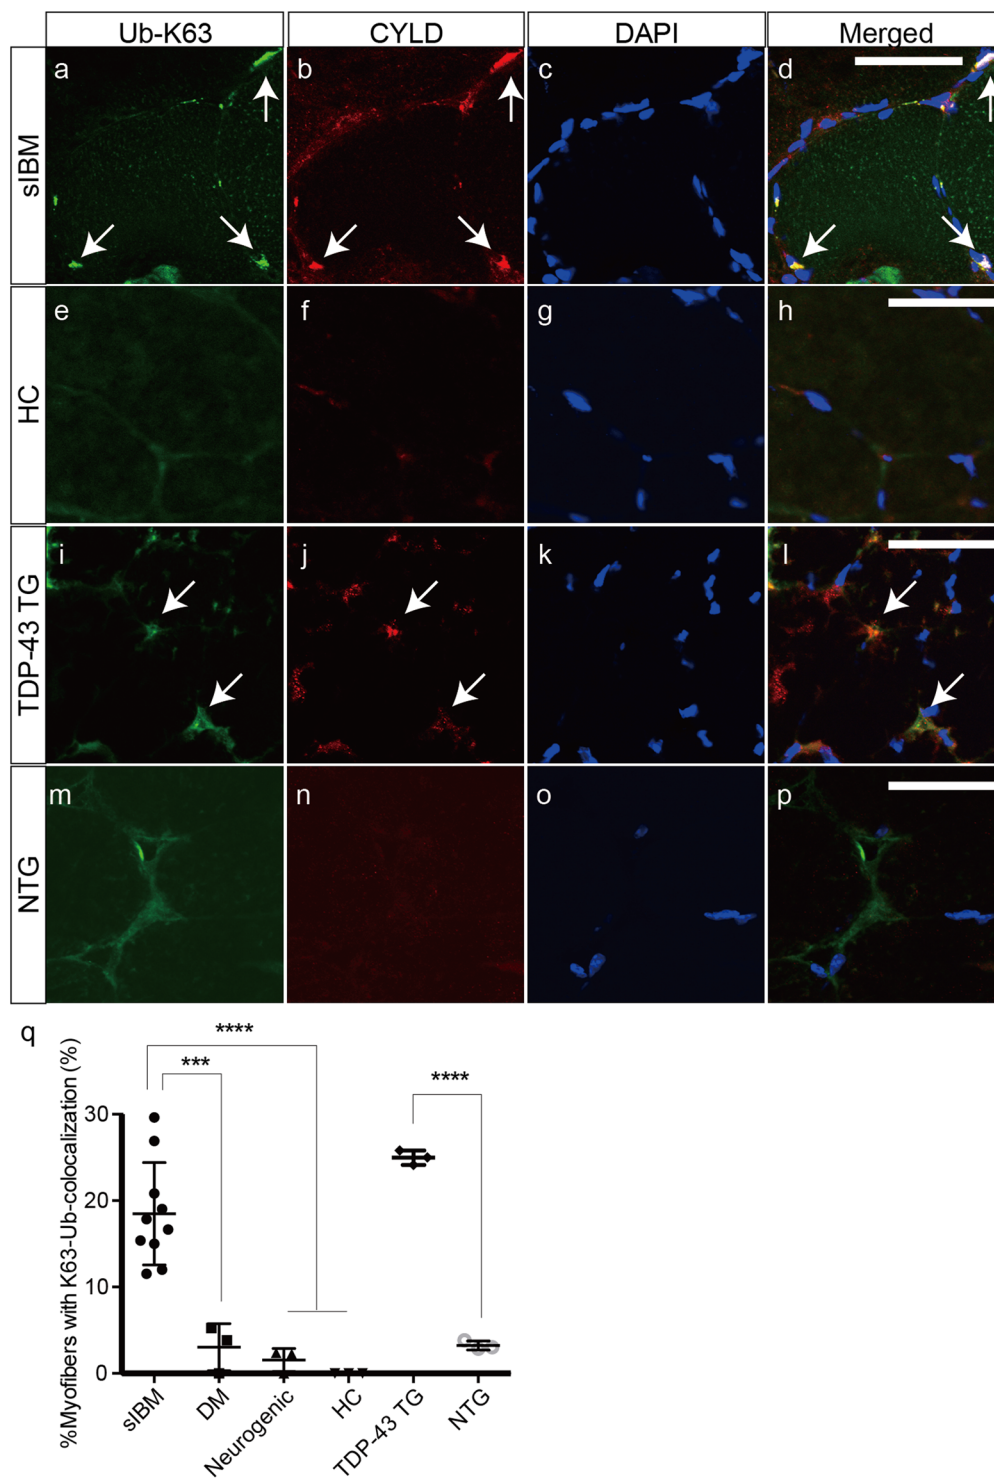 Ub-K63 CYLD DAPI Merged
sIBM a b c d
HC e f g h
TDP-43 TG i j k l
NTG m n o p
q
****
***
****
%Myofibers with K63-Ub-colocalization (%)
30
20
10
0
sIBM DM Neurogenic HC TDP-43 TG NTG